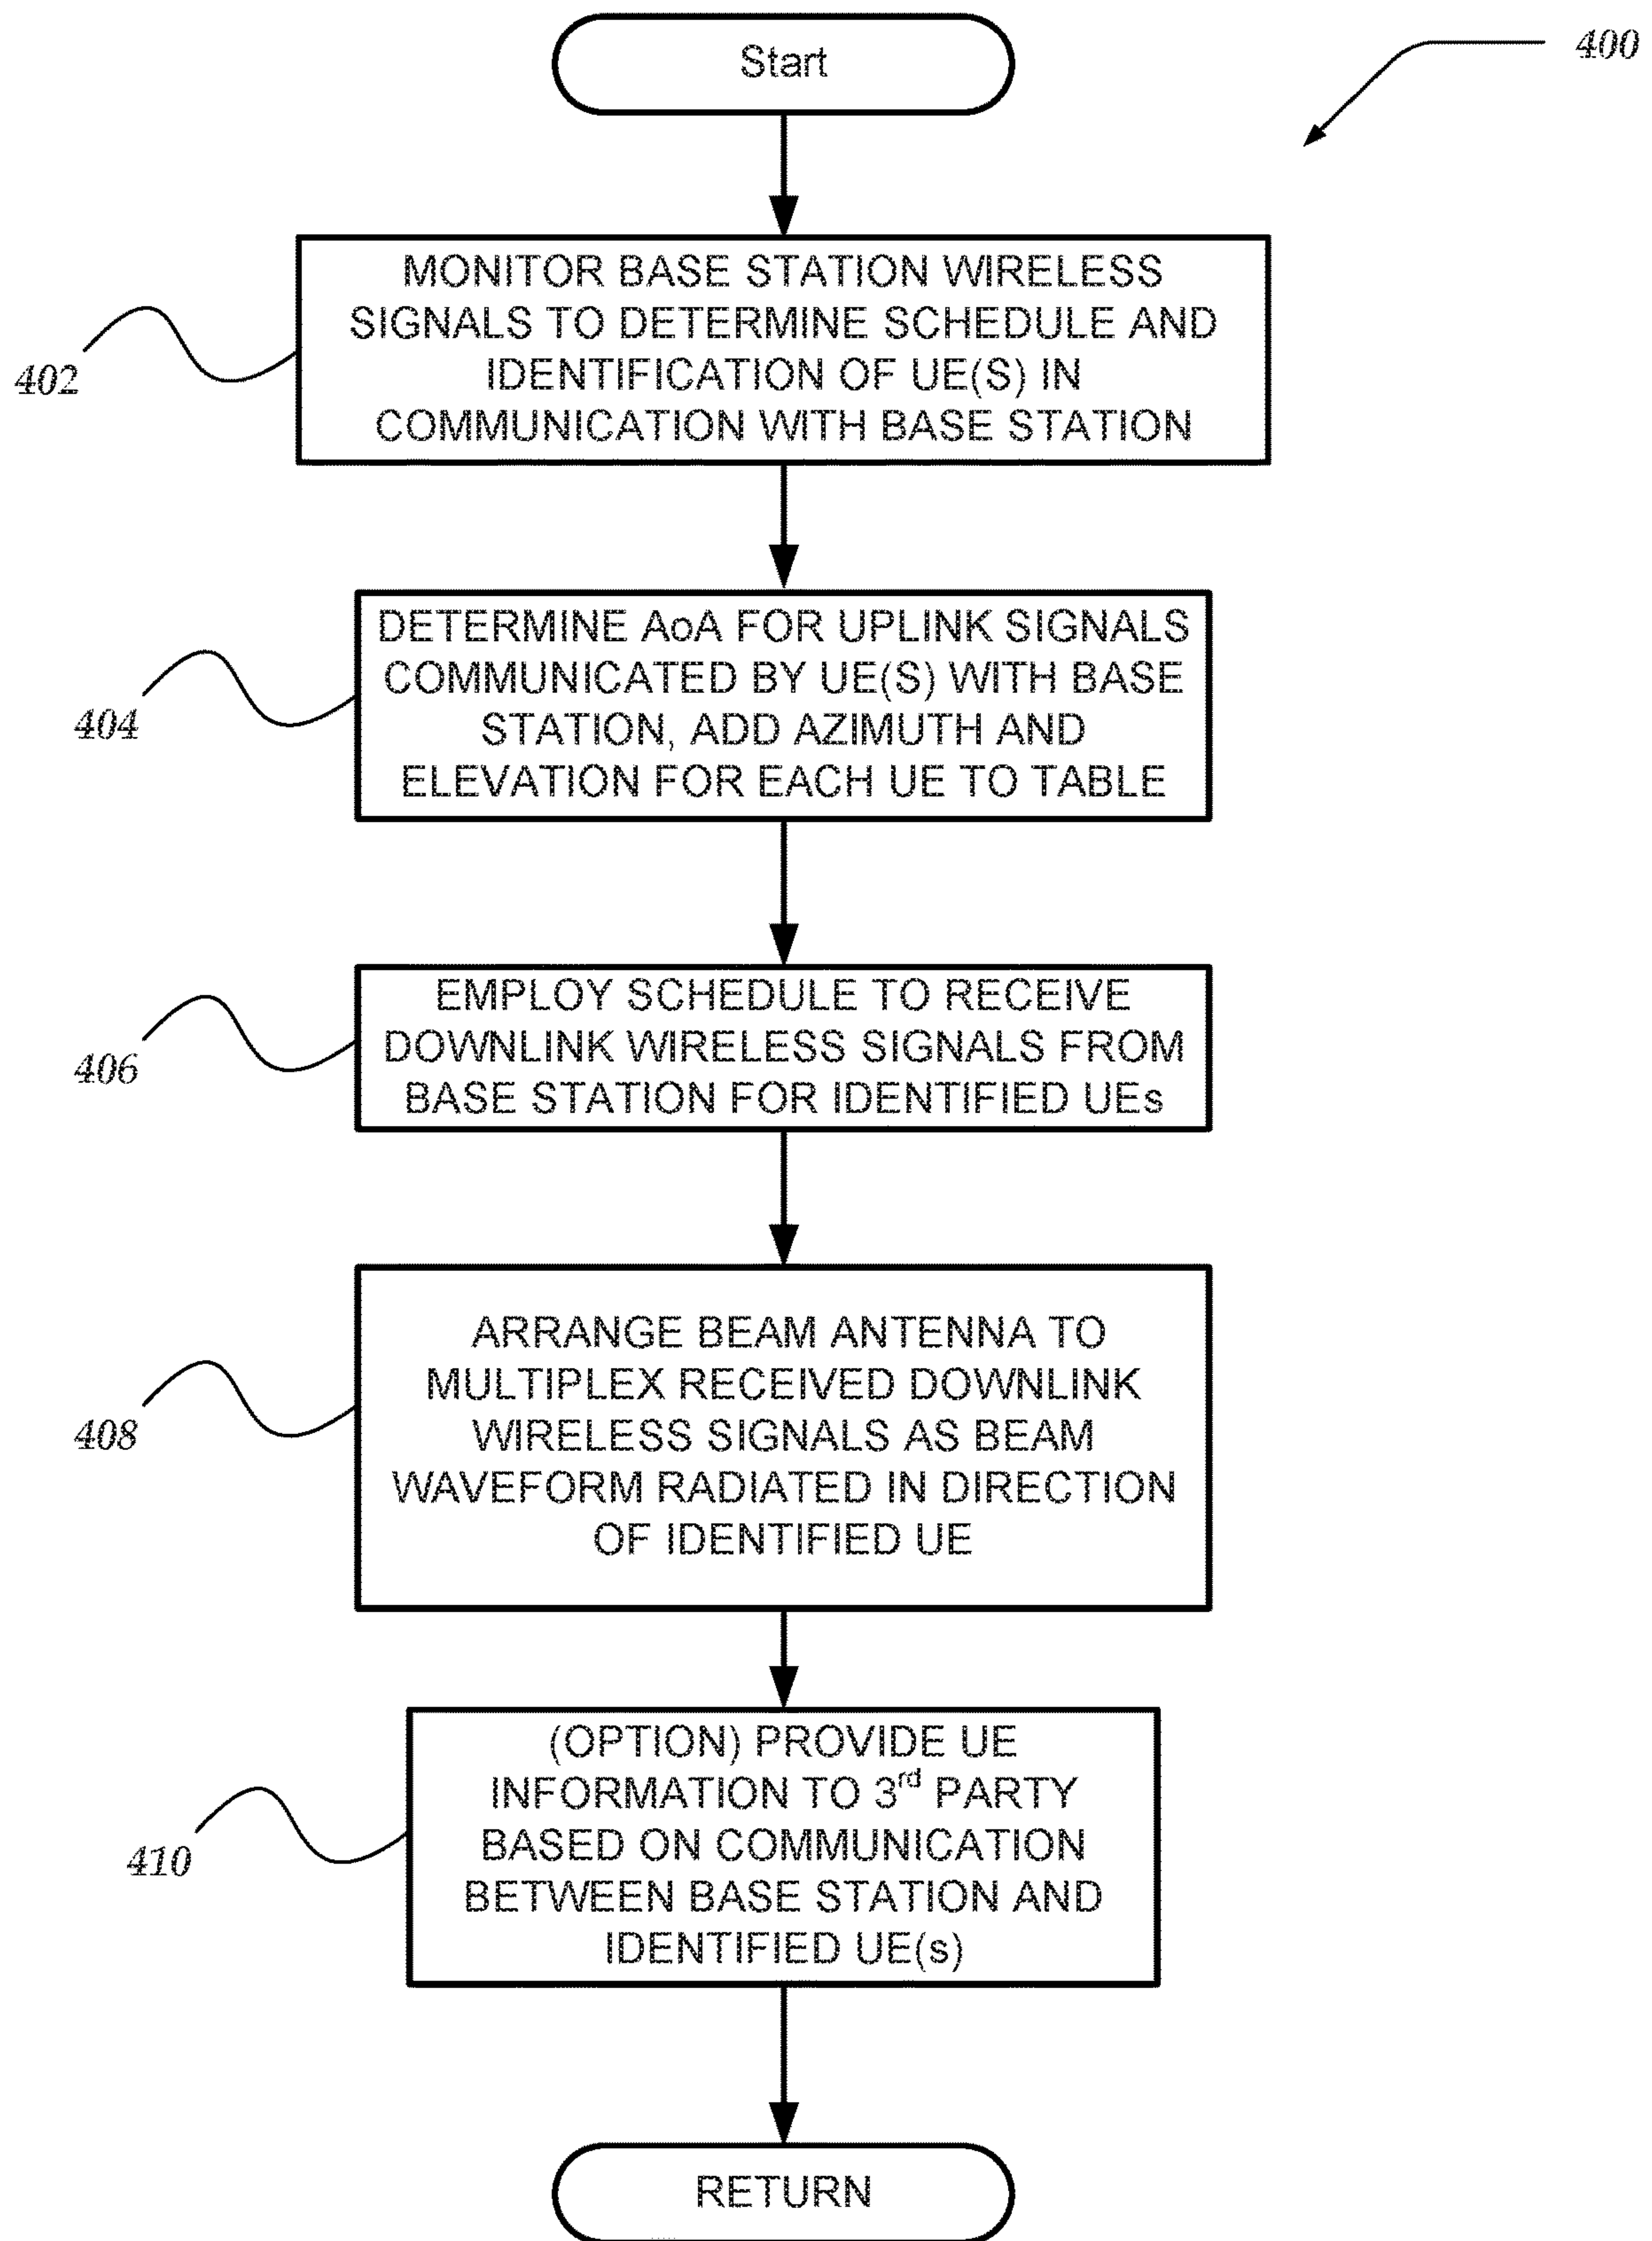 Start
400
MONITOR BASE STATION WIRELESS
SIGNALS TO DETERMINE SCHEDULE AND
IDENTIFICATION OF UE(S) IN
COMMUNICATION WITH BASE STATION
402
DETERMINE AoA FOR UPLINK SIGNALS
COMMUNICATED BY UE(S) WITH BASE
STATION, ADD AZIMUTH AND
ELEVATION FOR EACH UE TO TABLE
404
EMPLOY SCHEDULE TO RECEIVE
DOWNLINK WIRELESS SIGNALS FROM
BASE STATION FOR IDENTIFIED UEs
406
ARRANGE BEAM ANTENNA TO
MULTIPLEX RECEIVED DOWNLINK
WIRELESS SIGNALS AS BEAM
WAVEFORM RADIATED IN DIRECTION
OF IDENTIFIED UE
408
(OPTION) PROVIDE UE
INFORMATION TO 3rd PARTY
BASED ON COMMUNICATION
BETWEEN BASE STATION AND
IDENTIFIED UE(s)
410
RETURN